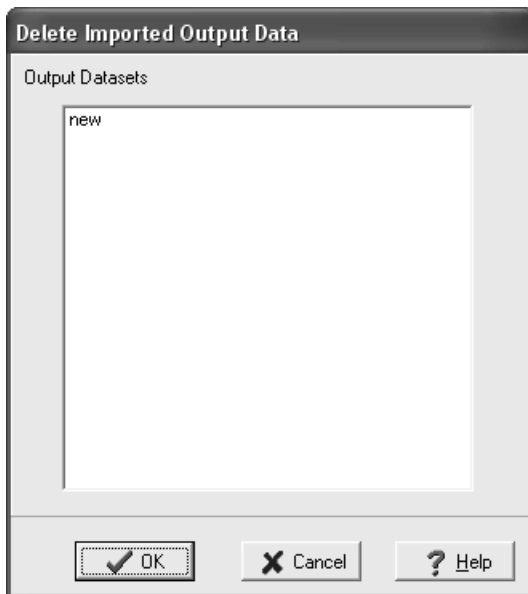 Delete Imported Output Data
Output Datasets
new
OK
Cancel
Help